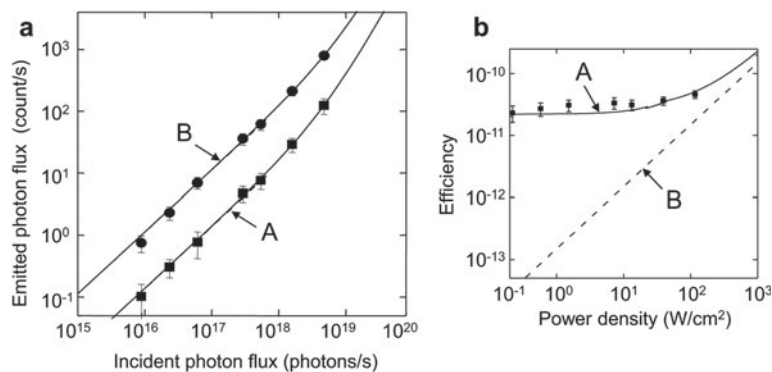 a
Emitted photon flux (count/s)
10³
10²
10¹
10⁰
10⁻¹
B
A
10¹⁵ 10¹⁶ 10¹⁷ 10¹⁸ 10¹⁹ 10²⁰
Incident photon flux (photons/s)
b
Efficiency
10⁻¹⁰
10⁻¹¹
10⁻¹²
10⁻¹³
A
B
10⁻¹ 10⁰ 10¹ 10² 10³
Power density (W/cm²)